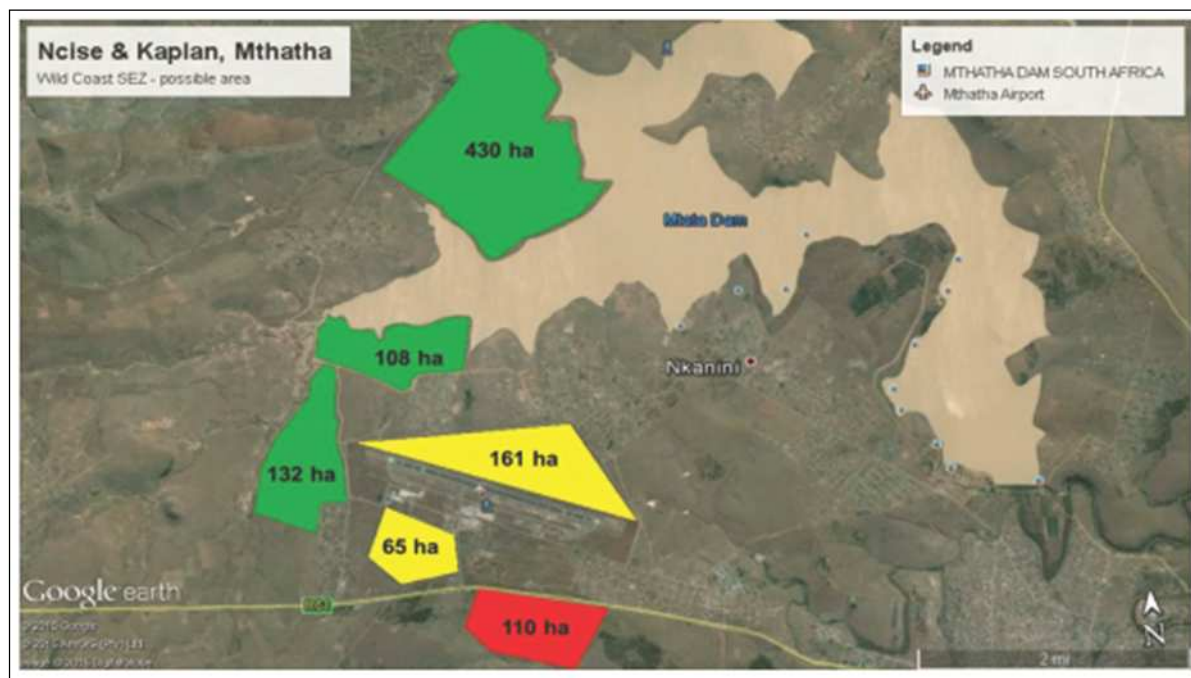 Ncise & Kaplan, Mthatha
Wild Coast SEZ - possible area
Legend
MTHATHA DAM SOUTH AFRICA
Mthatha Airport
430 ha
Mtata Dam
108 ha
Nkanini
161 ha
132 ha
65 ha
Google earth
110 ha
N
2 mi